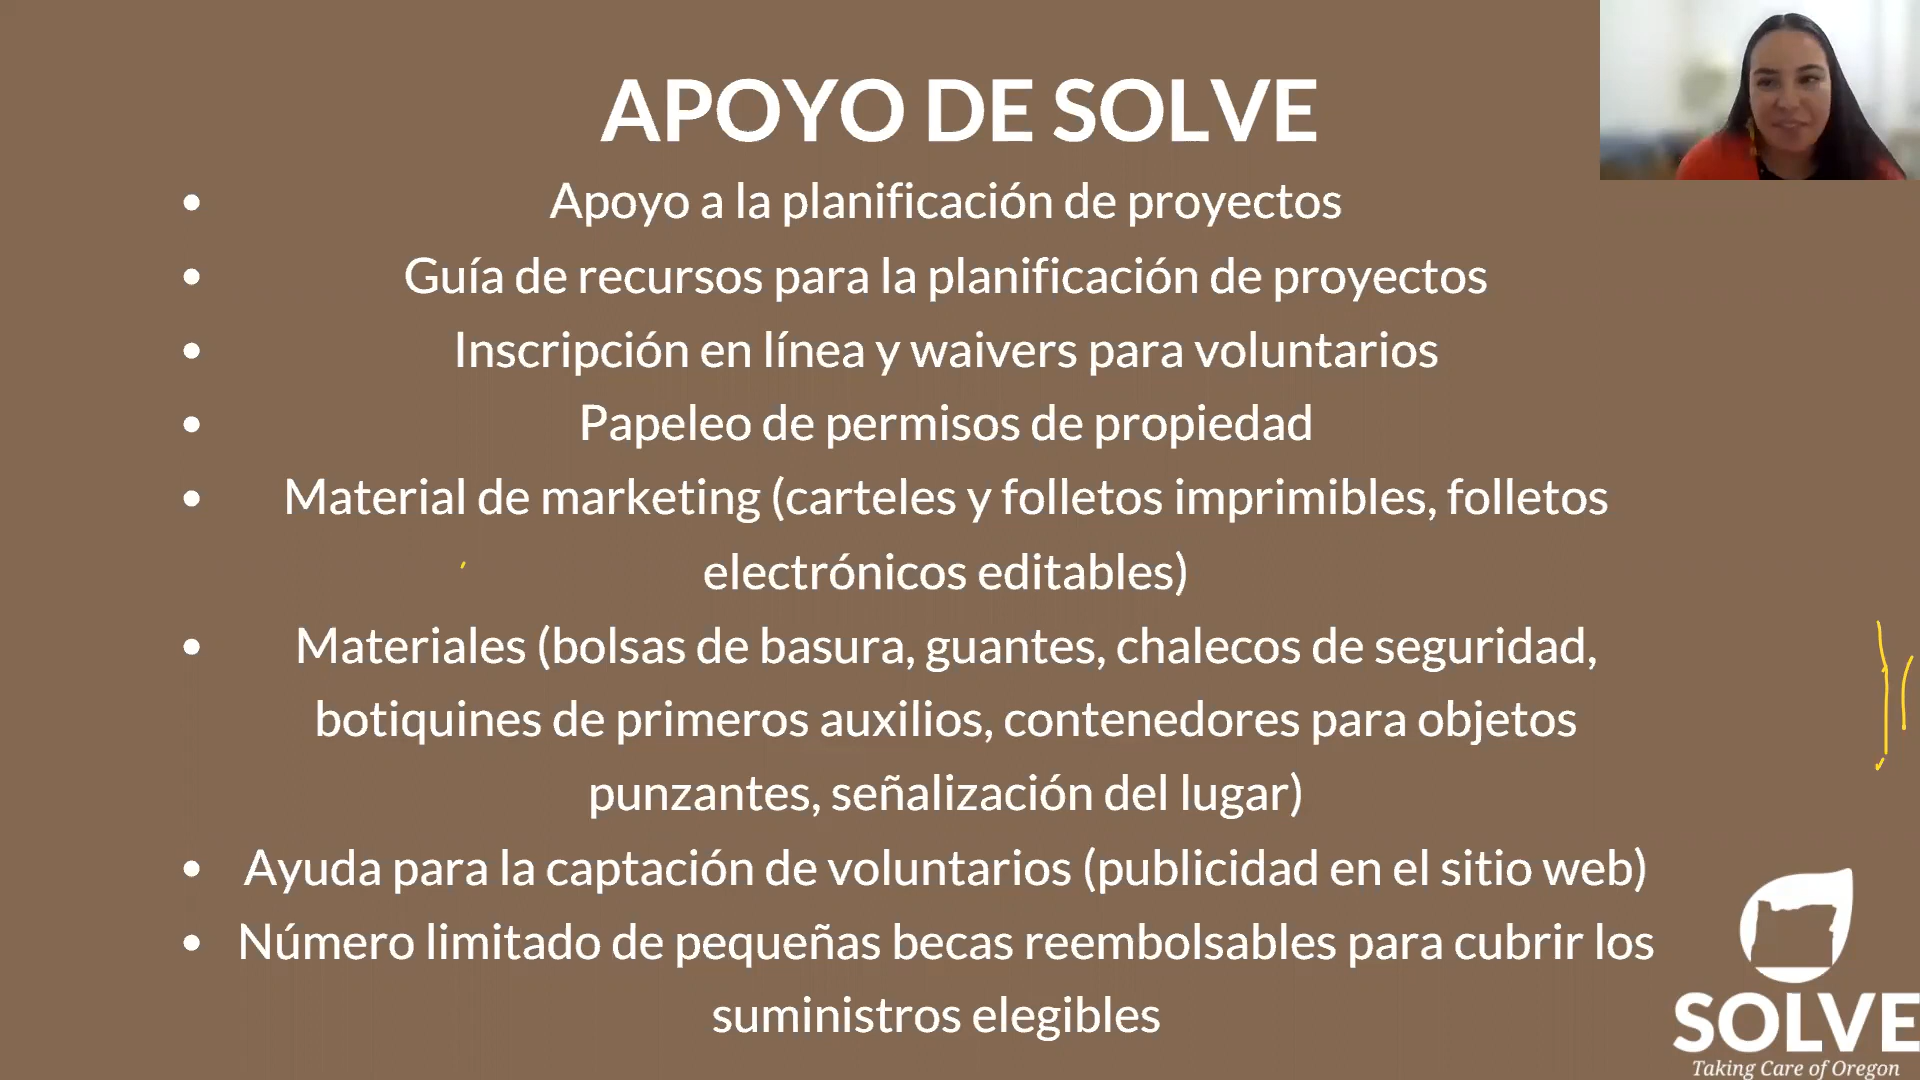 APOYO DE SOLVE
• Apoyo a la planificación de proyectos
• Guía de recursos para la planificación de proyectos
• Inscripción en línea y waivers para voluntarios
• Papeleo de permisos de propiedad
• Material de marketing (carteles y folletos imprimibles, folletos
electrónicos editables)
• Materiales (bolsas de basura, guantes, chalecos de seguridad,
botiquines de primeros auxilios, contenedores para objetos
punzantes, señalización del lugar)
• Ayuda para la captación de voluntarios (publicidad en el sitio web)
• Número limitado de pequeñas becas reembolsables para cubrir los
suministros elegibles
SOLVE
Taking Care of Oregon